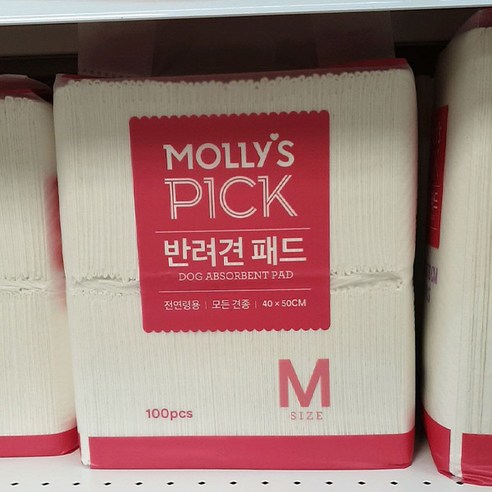 MOLLY'S
PICK
반려견 패드
DOG ABSORBENT PAD
전연령용 | 모든 견종 | 40 × 50CM
M
SIZE
100pcs